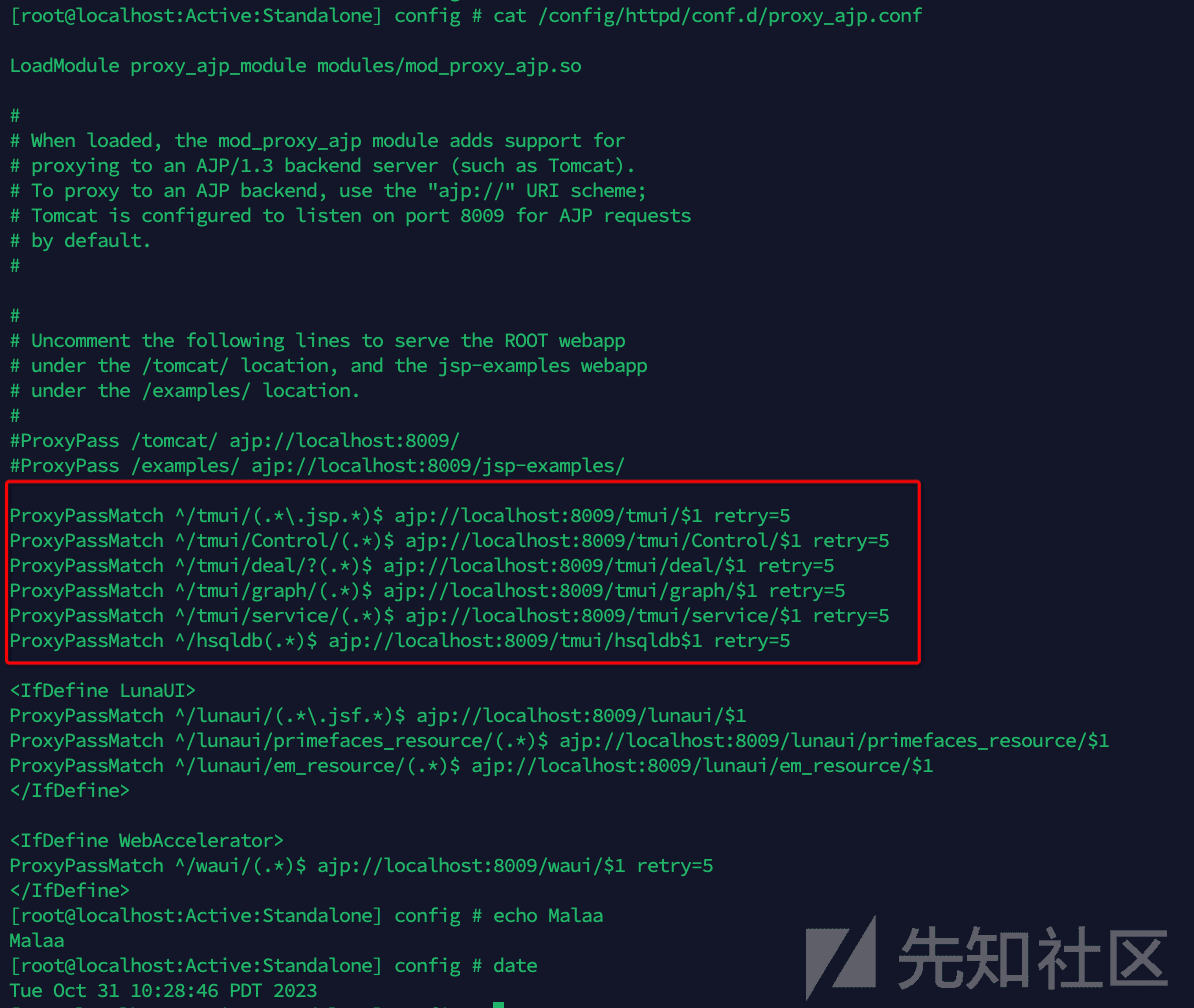 [root@localhost:Active:Standalone] config # cat /config/httpd/conf.d/proxy_ajp.conf
LoadModule proxy_ajp_module modules/mod_proxy_ajp.so
#
# When loaded, the mod_proxy_ajp module adds support for
# proxying to an AJP/1.3 backend server (such as Tomcat).
# To proxy to an AJP backend, use the "ajp://" URI scheme;
# Tomcat is configured to listen on port 8009 for AJP requests
# by default.
#
#
# Uncomment the following lines to serve the ROOT webapp
# under the /tomcat/ location, and the jsp-examples webapp
# under the /examples/ location.
#
#ProxyPass /tomcat/ ajp://localhost:8009/
#ProxyPass /examples/ ajp://localhost:8009/jsp-examples/
ProxyPassMatch ^/tmui/(.*\.jsp.*)$ ajp://localhost:8009/tmui/$1 retry=5
ProxyPassMatch ^/tmui/Control/(.*)$ ajp://localhost:8009/tmui/Control/$1 retry=5
ProxyPassMatch ^/tmui/deal/?(.*)$ ajp://localhost:8009/tmui/deal/$1 retry=5
ProxyPassMatch ^/tmui/graph/(.*)$ ajp://localhost:8009/tmui/graph/$1 retry=5
ProxyPassMatch ^/tmui/service/(.*)$ ajp://localhost:8009/tmui/service/$1 retry=5
ProxyPassMatch ^/hsqldb(.*)$ ajp://localhost:8009/tmui/hsqldb$1 retry=5
<IfDefine LunaUI>
ProxyPassMatch ^/lunaui/(.*\.jsf.*)$ ajp://localhost:8009/lunaui/$1
ProxyPassMatch ^/lunaui/primefaces_resource/(.*)$ ajp://localhost:8009/lunaui/primefaces_resource/$1
ProxyPassMatch ^/lunaui/em_resource/(.*)$ ajp://localhost:8009/lunaui/em_resource/$1
</IfDefine>
<IfDefine WebAccelerator>
ProxyPassMatch ^/waui/(.*)$ ajp://localhost:8009/waui/$1 retry=5
</IfDefine>
[root@localhost:Active:Standalone] config # echo Malaa
Malaa
[root@localhost:Active:Standalone] config # date
Tue Oct 31 10:28:46 PDT 2023
先知社区